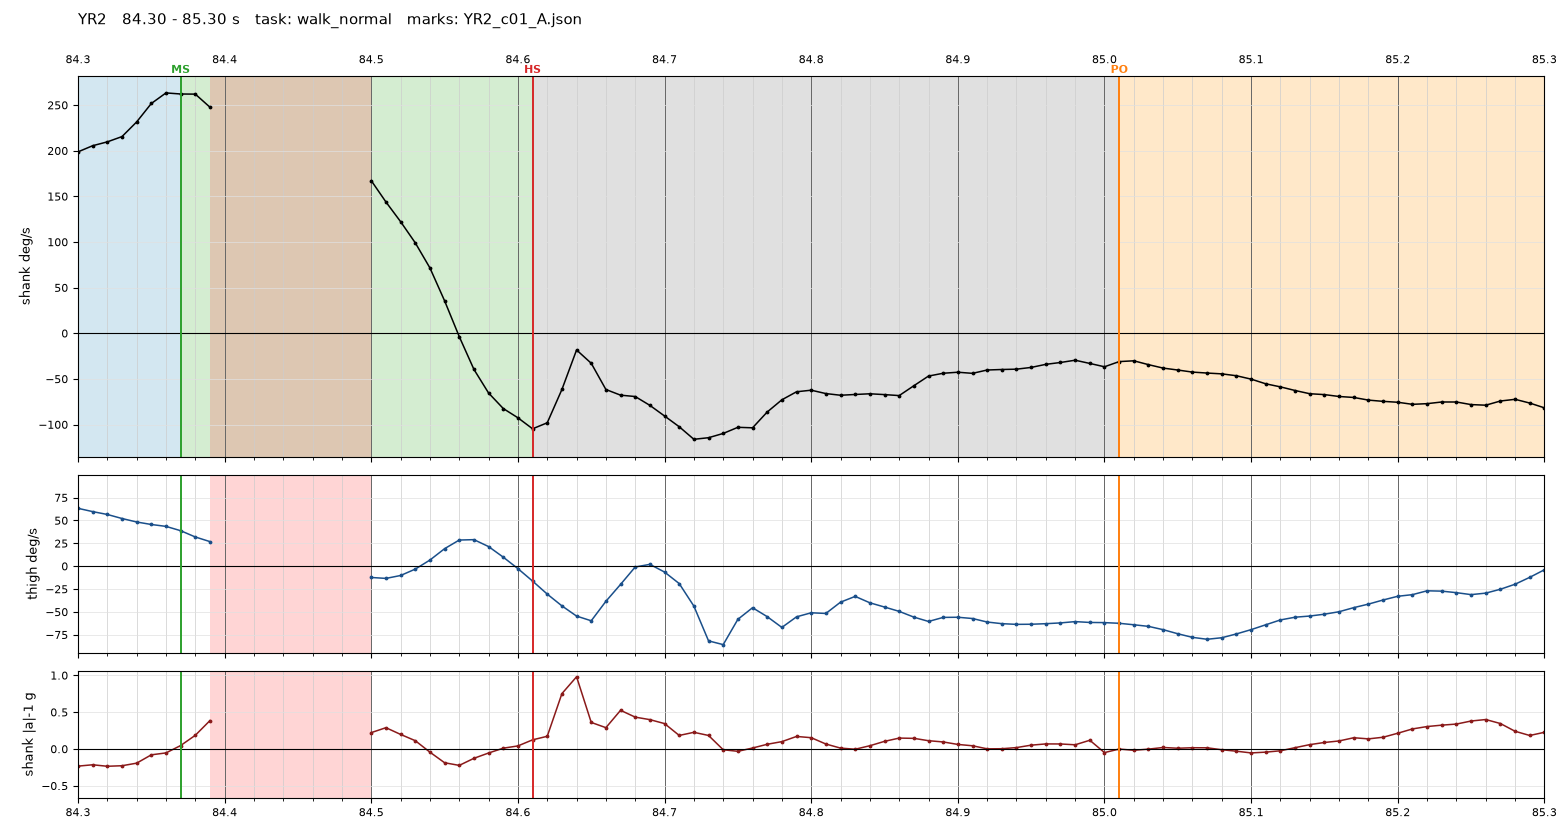 YR2   84.30 - 85.30 s   task: walk_normal   marks: YR2_c01_A.json
84.3 84.4 84.5 84.6 84.7 84.8 84.9 85.0 85.1 85.2 85.3
MS HS PO
shank deg/s
250
200
150
100
50
0
−50
−100
thigh deg/s
75
50
25
0
−25
−50
−75
shank |a|-1 g
1.0
0.5
0.0
−0.5
84.3 84.4 84.5 84.6 84.7 84.8 84.9 85.0 85.1 85.2 85.3